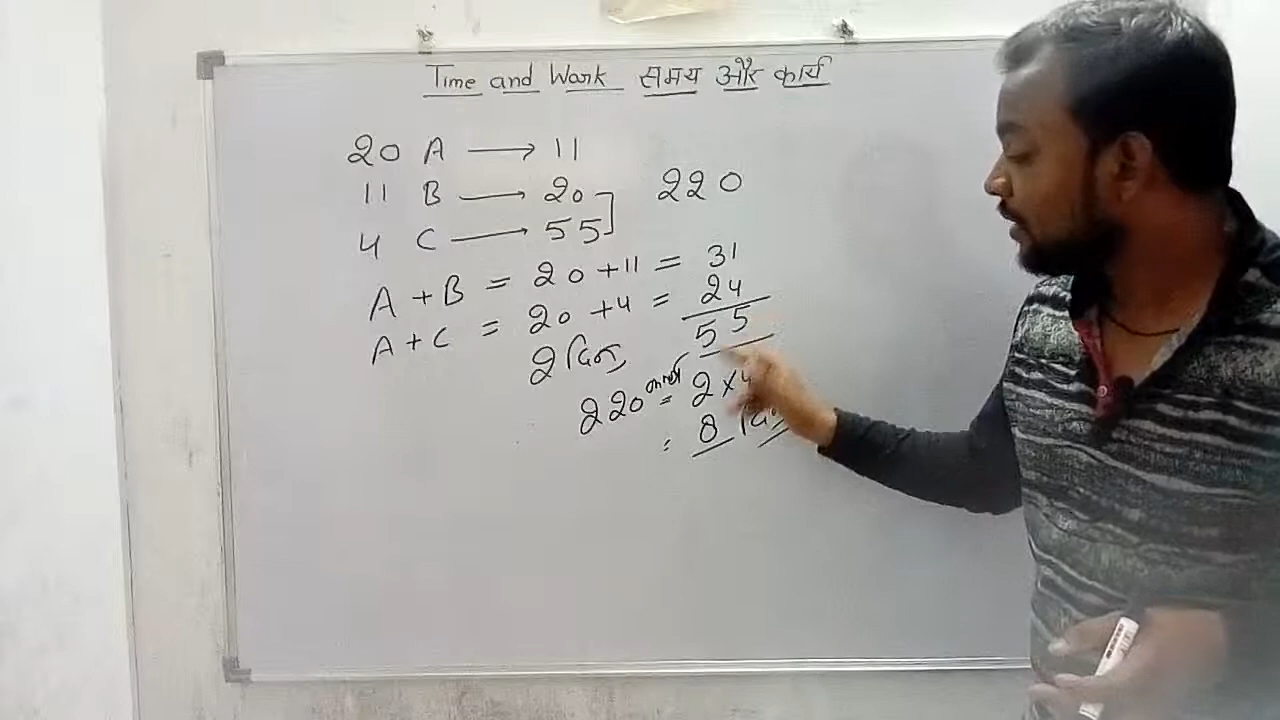 Time and Work समय और कार्य
20 A → 11
11 B → 20
4 C → 55
220
A + B = 20 + 11 = 31
A + C = 20 + 4 = 24
55
2 दिन
220 = 2 x 4
= 8